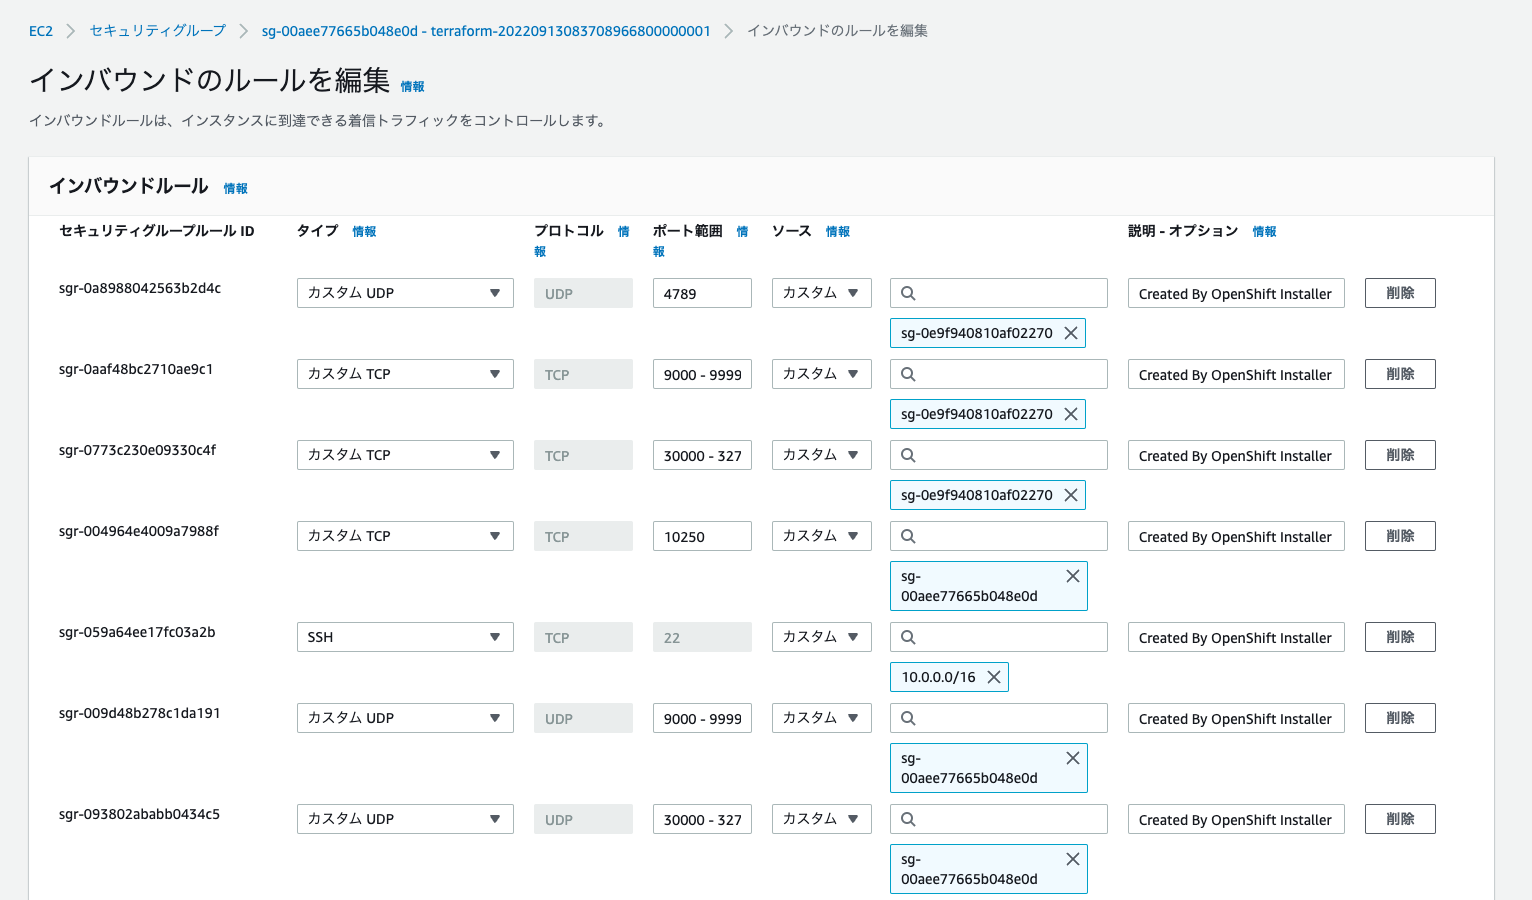 EC2 セキュリティグループ sg-00aee77665b048e0d - terraform-20220913083708966800000001 インバウンドのルールを編集
インバウンドのルールを編集 情報
インバウンドルールは、インスタンスに到達できる着信トラフィックをコントロールします。
インバウンドルール 情報
セキュリティグループルール ID タイプ 情報 プロトコル 情報 ポート範囲 情報 ソース 情報 説明 - オプション 情報
sgr-0a8988042563b2d4c カスタム UDP UDP 4789 カスタム Created By OpenShift Installer 削除
sg-0e9f940810af02270
sgr-0aaf48bc2710ae9c1 カスタム TCP TCP 9000 - 9999 カスタム Created By OpenShift Installer 削除
sg-0e9f940810af02270
sgr-0773c230e09330c4f カスタム TCP TCP 30000 - 327 カスタム Created By OpenShift Installer 削除
sg-0e9f940810af02270
sgr-004964e4009a7988f カスタム TCP TCP 10250 カスタム Created By OpenShift Installer 削除
sg-
00aee77665b048e0d
sgr-059a64ee17fc03a2b SSH TCP 22 カスタム Created By OpenShift Installer 削除
10.0.0.0/16
sgr-009d48b278c1da191 カスタム UDP UDP 9000 - 9999 カスタム Created By OpenShift Installer 削除
sg-
00aee77665b048e0d
sgr-093802ababb0434c5 カスタム UDP UDP 30000 - 327 カスタム Created By OpenShift Installer 削除
sg-
00aee77665b048e0d